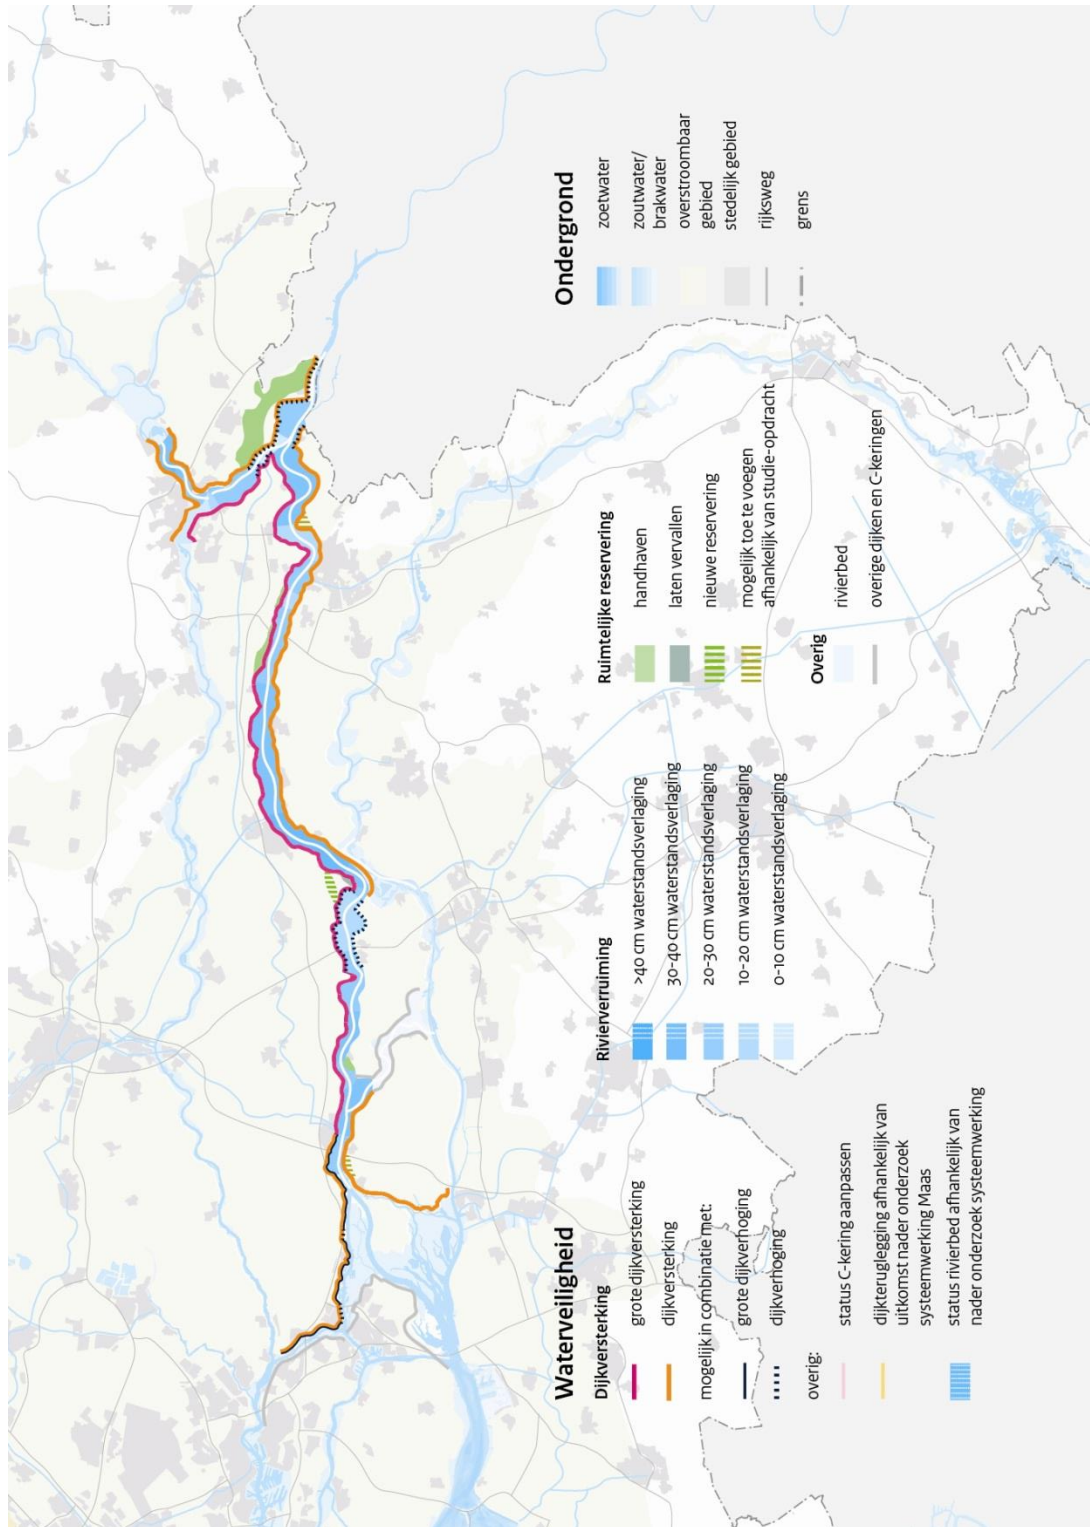 Waterveiligheid
Dijkversterking
grote dijkversterking
dijkversterking
mogelijk in combinatie met:
grote dijkverhoging
dijkverhoging
overig:
status C-kering aanpassen
dijkteruglegging afhankelijk van
uitkomst nader onderzoek
systeemwerking Maas
status rivierbed afhankelijk van
nader onderzoek systeemwerking
Rivierverruiming
>40 cm waterstandsverlaging
30-40 cm waterstandsverlaging
20-30 cm waterstandsverlaging
10-20 cm waterstandsverlaging
0-10 cm waterstandsverlaging
Ruimtelijke reservering
handhaven
laten vervallen
nieuwe reservering
mogelijk toe te voegen
afhankelijk van studie-opdracht
Overig
rivierbed
overige dijken en C-keringen
Ondergrond
zoetwater
zoutwater/
brakwater
overstroombaar
gebied
stedelijk gebied
rijksweg
grens